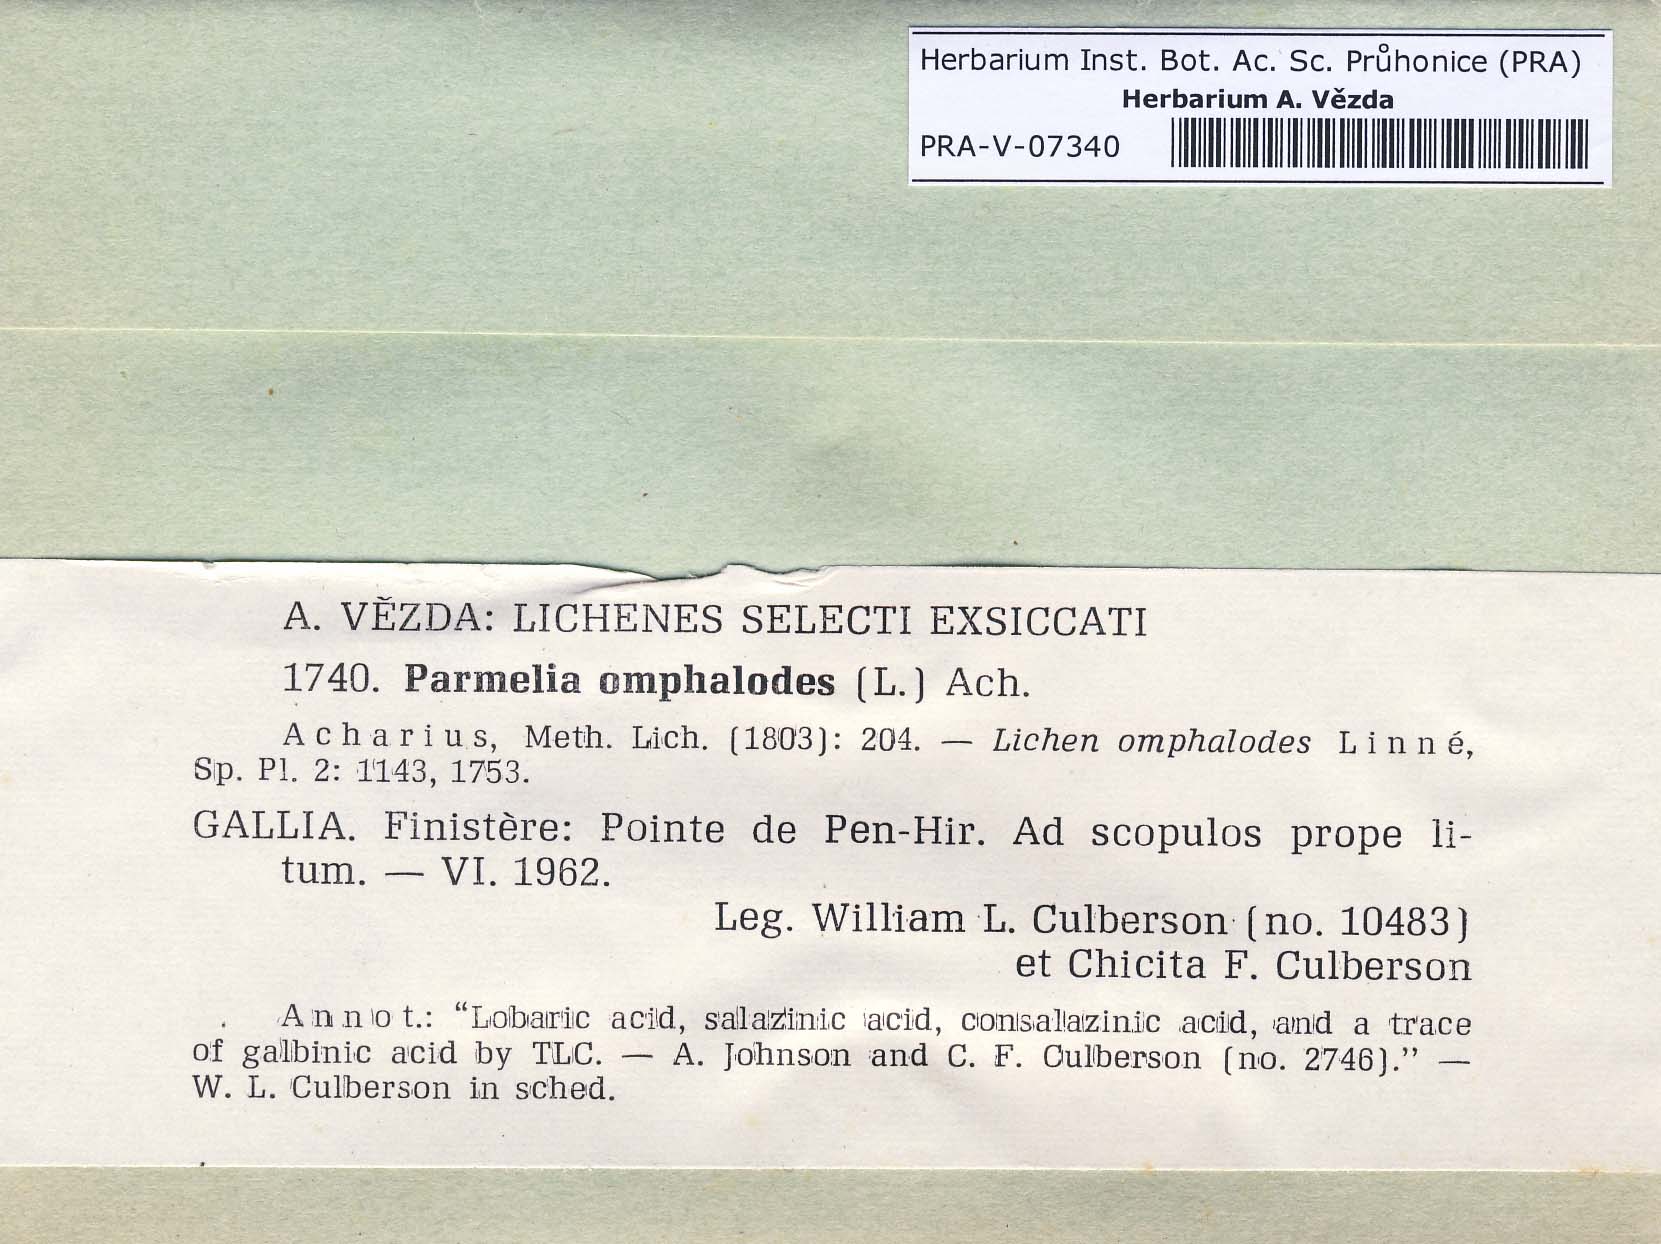 Herbarium Inst. Bot. Ac. Sc. Průhonice (PRA)
Herbarium A. Vězda
PRA-V-07340
A. VĚZDA: LICHENES SELECTI EXSICCATI
1740. Parmelia omphalodes (L.) Ach.
Acharius, Meth. Lich. (1803): 204. — Lichen omphalodes Linné,
Sp. Pl. 2: 1143, 1753.
GALLIA. Finistère: Pointe de Pen-Hir. Ad scopulos prope li-
tum. — VI. 1962.
Leg. William L. Culberson (no. 10483)
et Chicita F. Culberson
Annot.: “Lobaric acid, salazinic acid, consalazinic acid, and a trace
of galbinic acid by TLC. — A. Johnson and C. F. Culberson (no. 2746).” —
W. L. Culberson in sched.